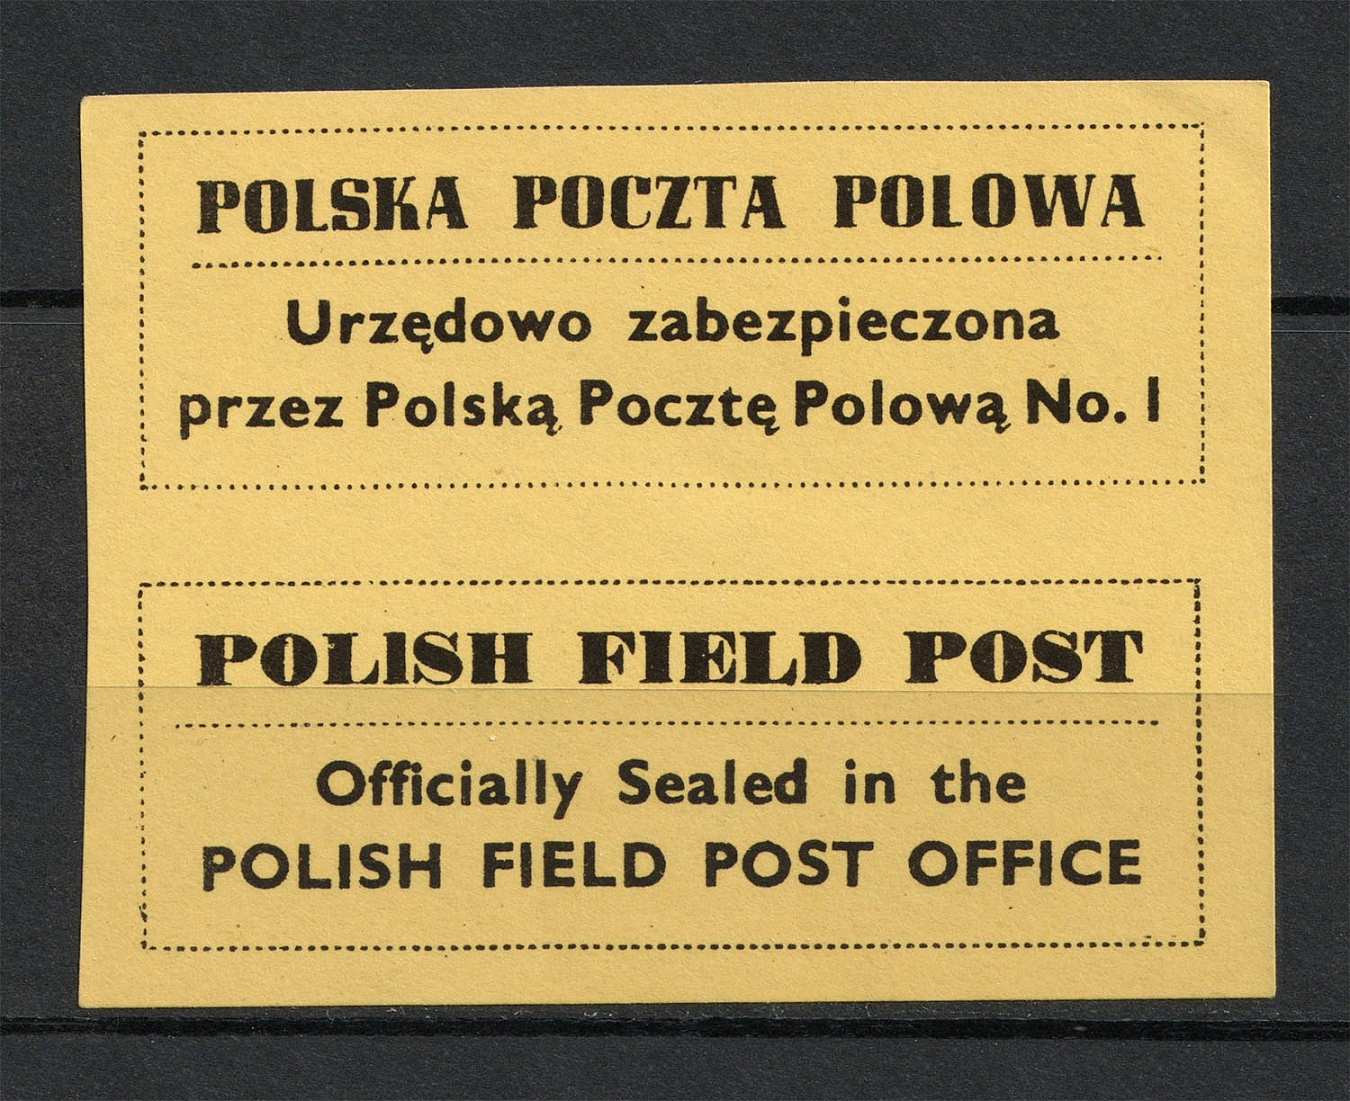 POLSKA POCZTA POLOWA
Urzędowo zabezpieczona
przez Polską Pocztę Polową No. 1
POLISH FIELD POST
Officially Sealed in the
POLISH FIELD POST OFFICE